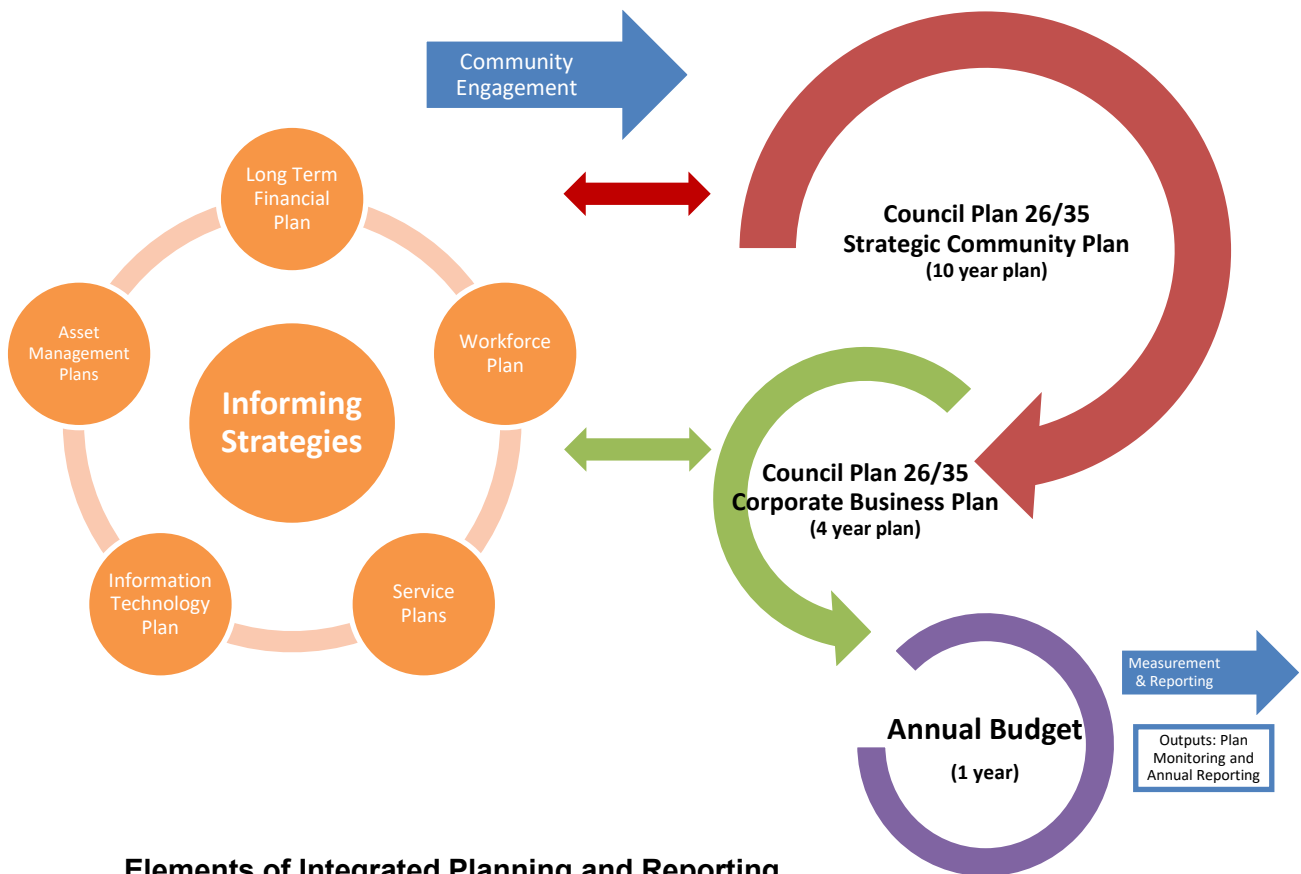 Community
Engagement
Long Term
Financial
Plan
Asset
Management
Plans
Workforce
Plan
Informing
Strategies
Information
Technology
Plan
Service
Plans
Council Plan 26/35
Strategic Community Plan
(10 year plan)
Council Plan 26/35
Corporate Business Plan
(4 year plan)
Annual Budget
(1 year)
Measurement
& Reporting
Outputs: Plan
Monitoring and
Annual Reporting
Elements of Integrated Planning and Reporting